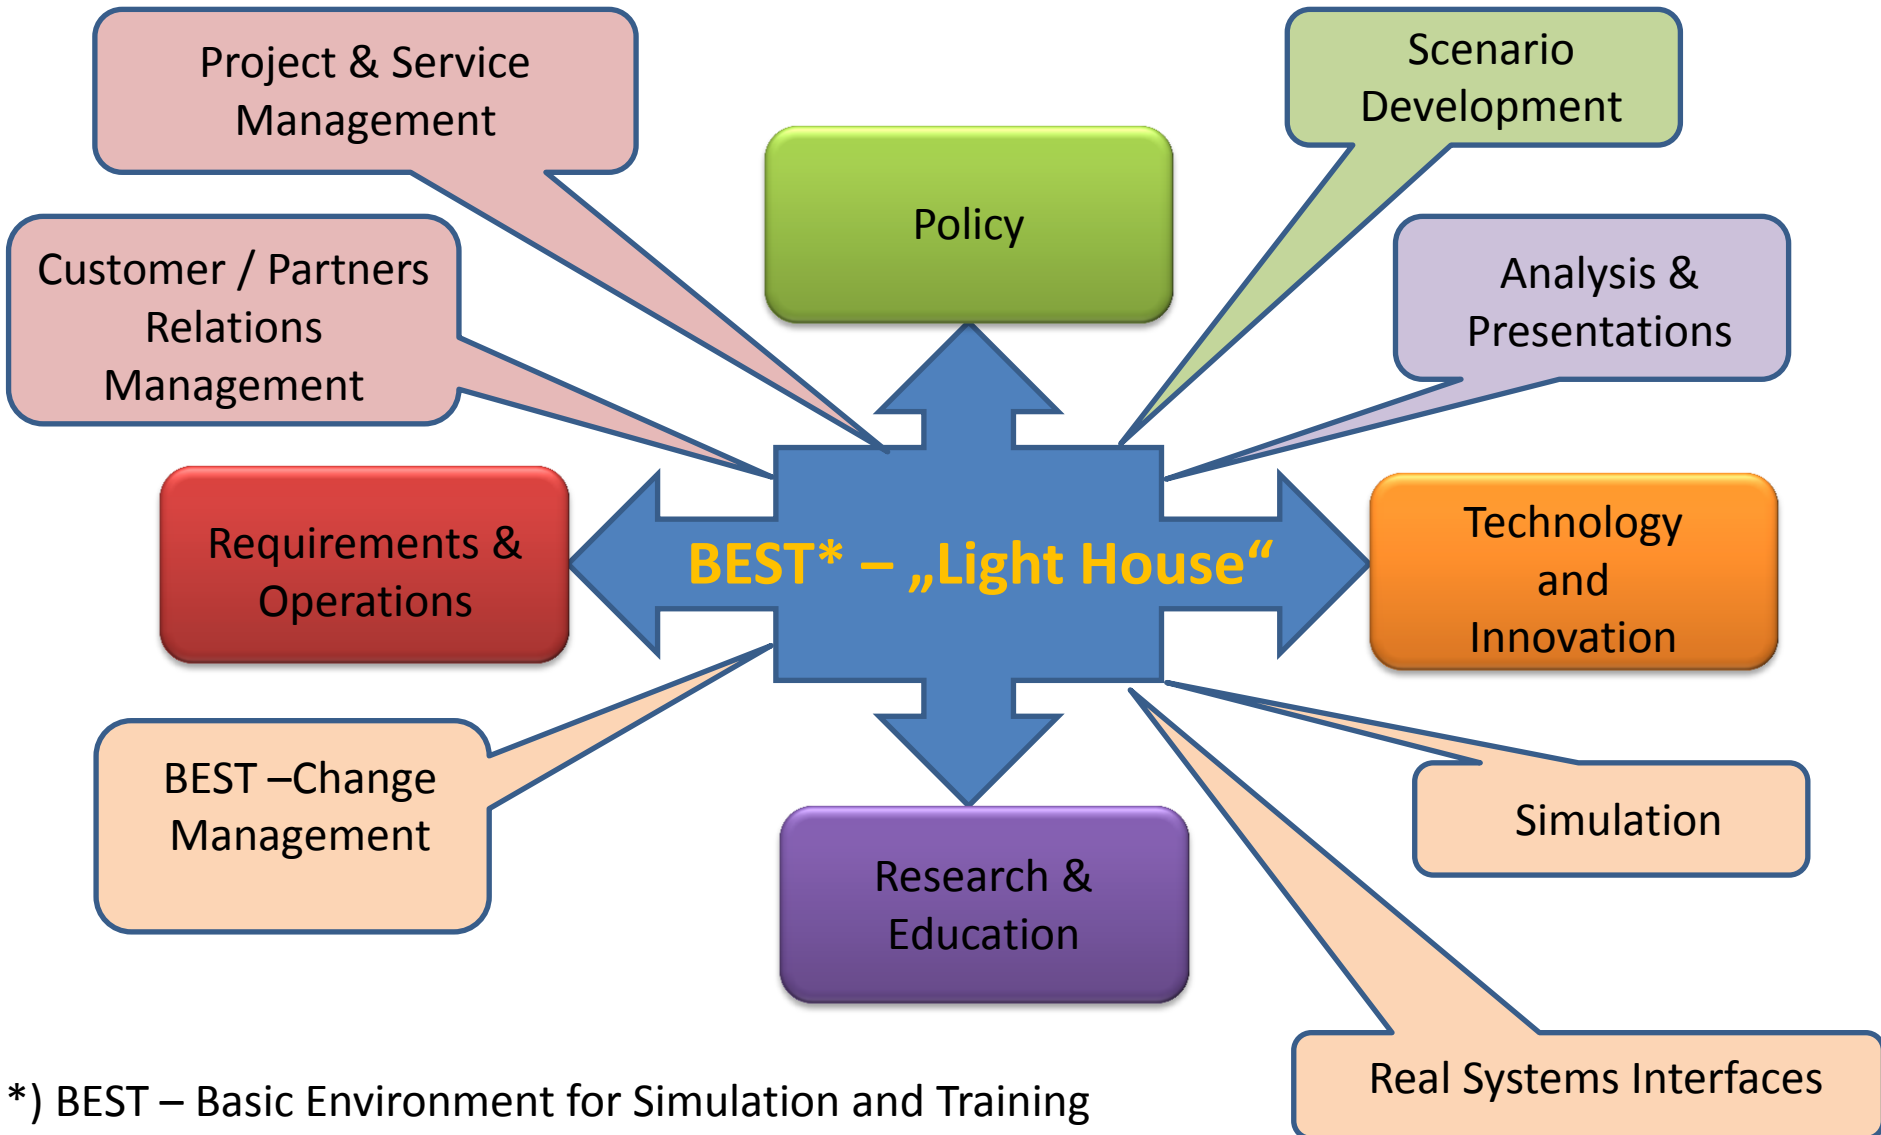 Project & Service
Management
Scenario
Development
Policy
Customer / Partners
Relations
Management
Analysis &
Presentations
Requirements &
Operations
BEST* – „Light House“
Technology
and
Innovation
BEST –Change
Management
Simulation
Research &
Education
Real Systems Interfaces
*) BEST – Basic Environment for Simulation and Training